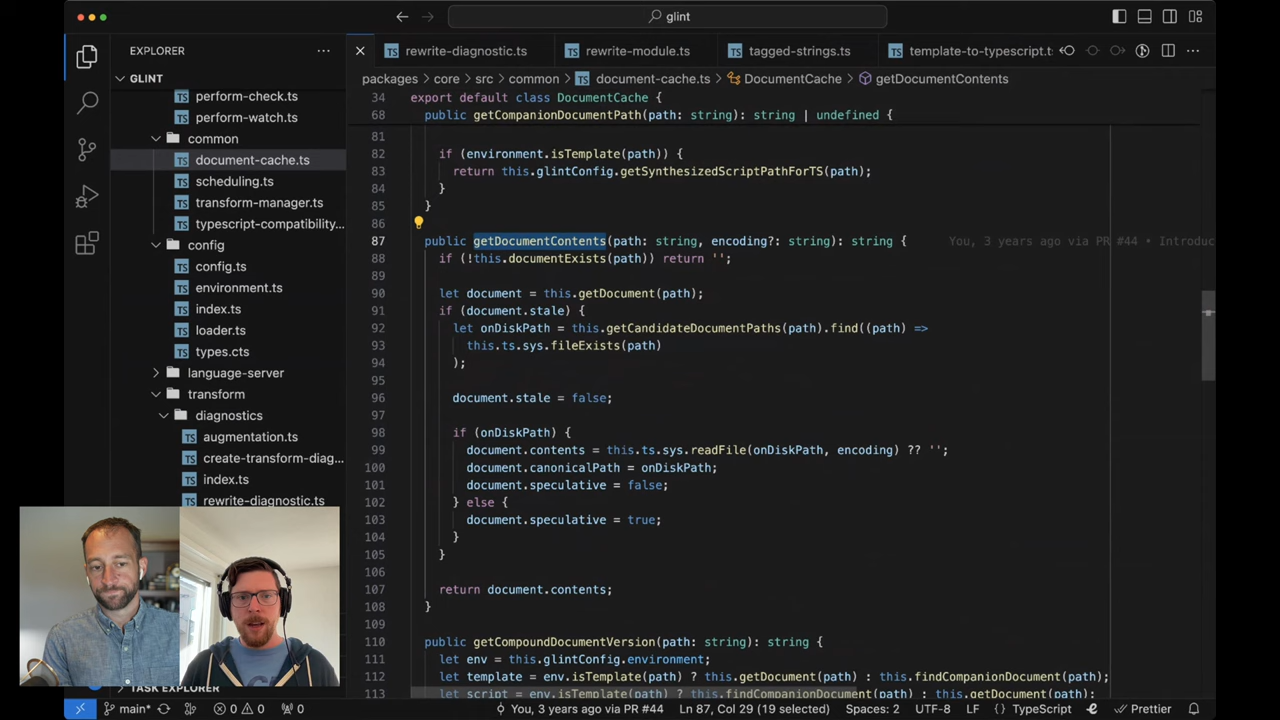 glint
EXPLORER
rewrite-diagnostic.ts
rewrite-module.ts
tagged-strings.ts
template-to-typescript.t
GLINT
packages
core
src
common
document-cache.ts
DocumentCache
getDocumentContents
perform-check.ts
perform-watch.ts
common
document-cache.ts
scheduling.ts
transform-manager.ts
typescript-compatibility...
config
config.ts
environment.ts
index.ts
loader.ts
types.cts
language-server
transform
diagnostics
augmentation.ts
create-transform-diag...
index.ts
rewrite-diagnostic.ts
TASK EXPLORER
34 export default class DocumentCache {
68 public getCompanionDocumentPath(path: string): string | undefined {
81
82 if (environment.isTemplate(path)) {
83 return this.glintConfig.getSynthesizedScriptPathForTS(path);
84 }
85 }
86
87 public getDocumentContents(path: string, encoding?: string): string { You, 3 years ago via PR #44 • Introduc
88 if (!this.documentExists(path)) return '';
89
90 let document = this.getDocument(path);
91 if (document.stale) {
92 let onDiskPath = this.getCandidateDocumentPaths(path).find((path) =>
93 this.ts.sys.fileExists(path)
94 );
95
96 document.stale = false;
97
98 if (onDiskPath) {
99 document.contents = this.ts.sys.readFile(onDiskPath, encoding) ?? '';
100 document.canonicalPath = onDiskPath;
101 document.speculative = false;
102 } else {
103 document.speculative = true;
104 }
105 }
106
107 return document.contents;
108 }
109
110 public getCompoundDocumentVersion(path: string): string {
111 let env = this.glintConfig.environment;
112 let template = env.isTemplate(path) ? this.getDocument(path) : this.findCompanionDocument(path);
113 let script = env.isTemplate(path) ? this.findCompanionDocument(path) : this.getDocument(path);
main* 0 0 0 You, 3 years ago via PR #44 Ln 87, Col 29 (19 selected) Spaces: 2 UTF-8 LF TypeScript Prettier